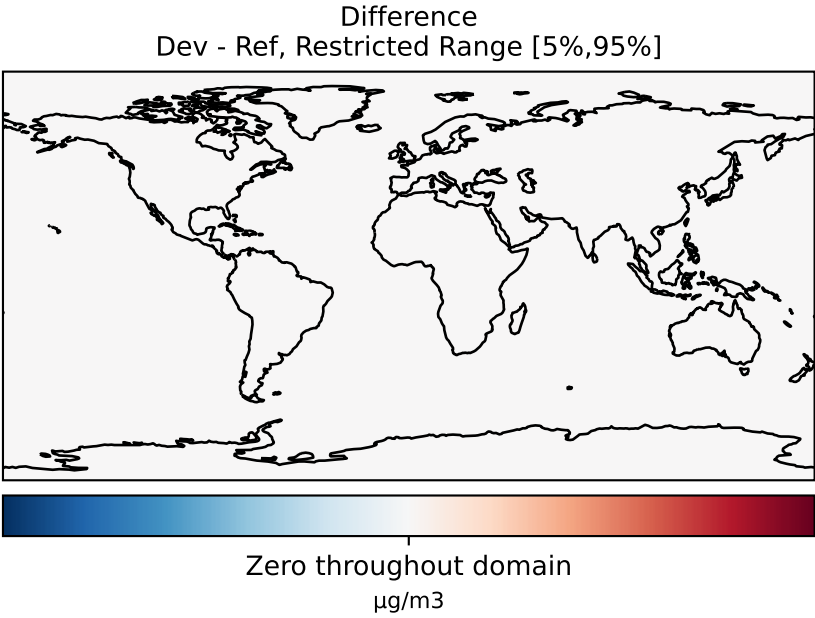 Difference
Dev - Ref, Restricted Range [5%,95%]
Zero throughout domain
μg/m3